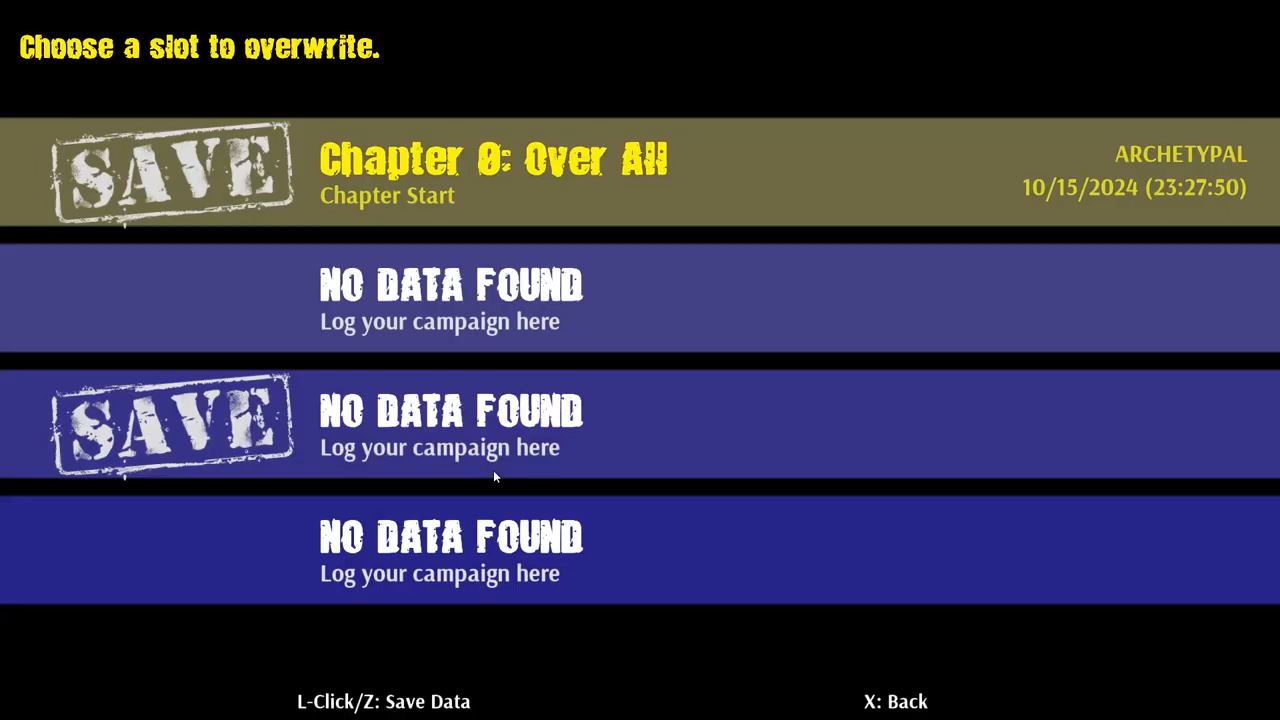 Choose a slot to overwrite.
SAVE
Chapter 0: Over All
Chapter Start
ARCHETYPAL
10/15/2024 (23:27:50)
NO DATA FOUND
Log your campaign here
SAVE
NO DATA FOUND
Log your campaign here
NO DATA FOUND
Log your campaign here
L-Click/Z: Save Data
X: Back